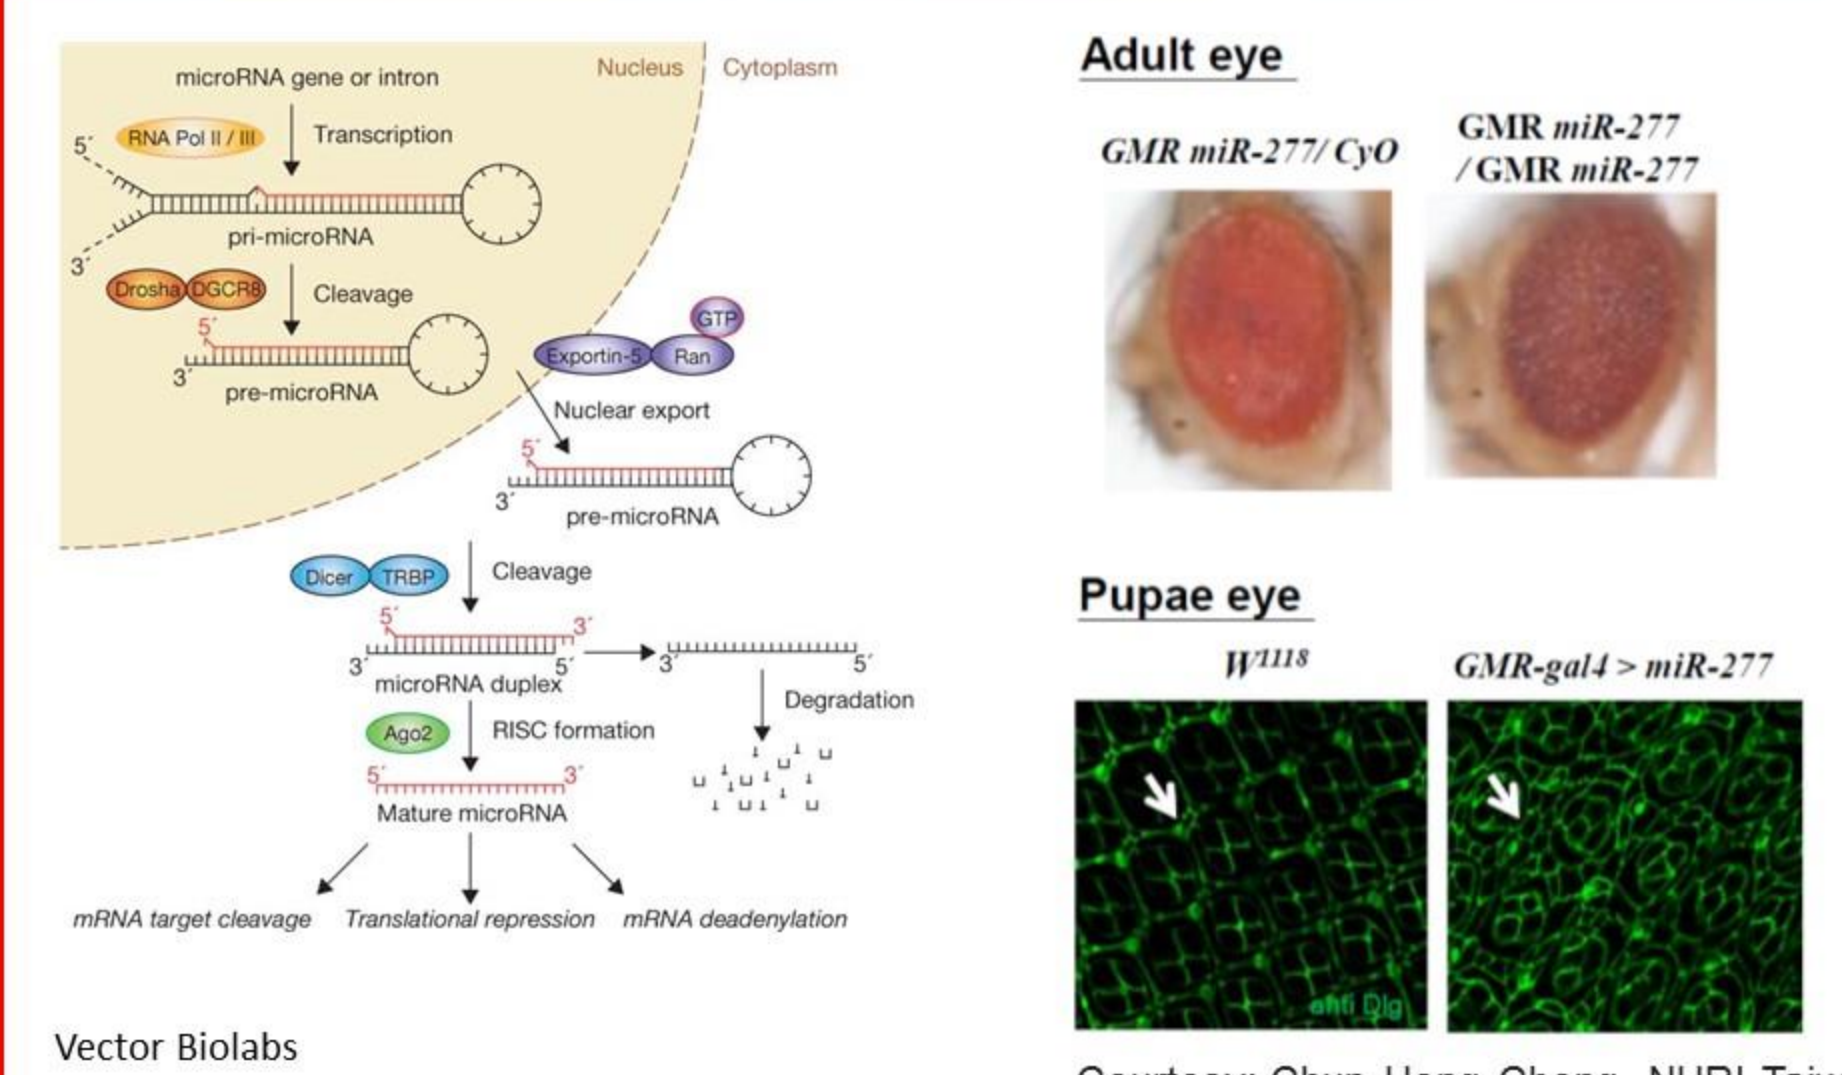 microRNA gene or intron
Nucleus
Cytoplasm
RNA Pol II / III
Transcription
5´
pri-microRNA
3´
Drosha DGCR8
Cleavage
5´
3´
pre-microRNA
GTP
Exportin-5 Ran
Nuclear export
5´
3´
pre-microRNA
Dicer TRBP
Cleavage
5´ 3´
3´ 5´
microRNA duplex
3´ 5´
Degradation
Ago2
RISC formation
5´ 3´
Mature microRNA
mRNA target cleavage
Translational repression
mRNA deadenylation
Vector Biolabs
Adult eye
GMR miR-277/ CyO
GMR miR-277
/ GMR miR-277
Pupae eye
W1118
GMR-gal4 > miR-277
anti Dlg